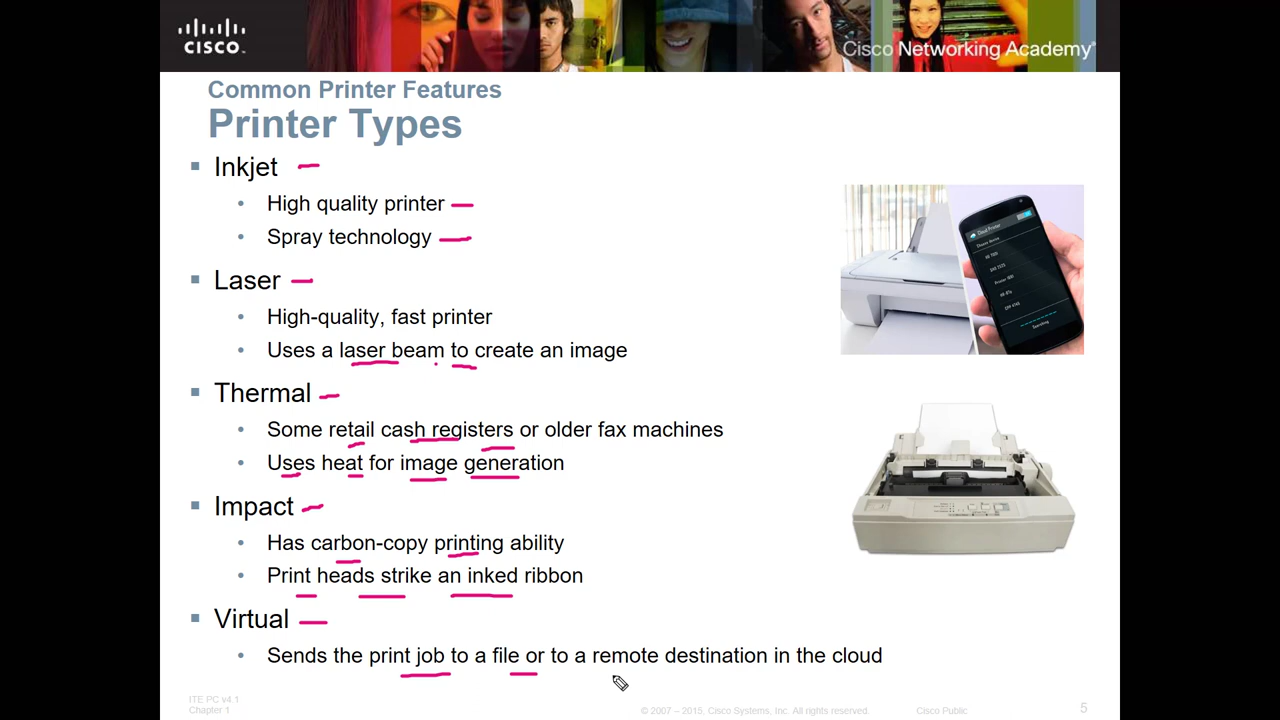 CISCO
Cisco Networking Academy®
Common Printer Features
Printer Types
Inkjet
High quality printer
Spray technology
Laser
High-quality, fast printer
Uses a laser beam to create an image
Thermal
Some retail cash registers or older fax machines
Uses heat for image generation
Impact
Has carbon-copy printing ability
Print heads strike an inked ribbon
Virtual
Sends the print job to a file or to a remote destination in the cloud
Cloud Printer
ITE PC v4.1
Chapter 1
© 2007 – 2015, Cisco Systems, Inc. All rights reserved.
Cisco Public
5